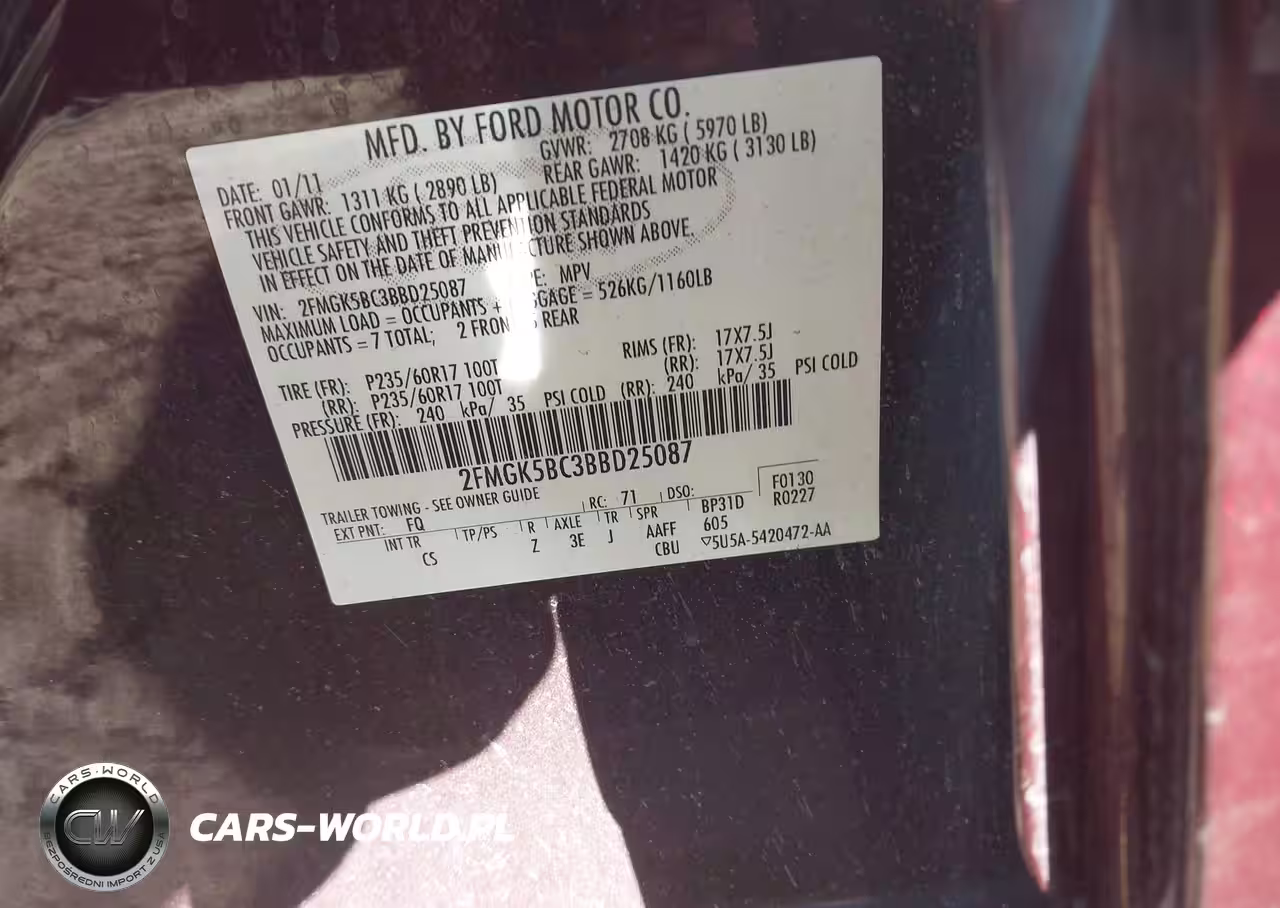 MFD. BY FORD MOTOR CO.
DATE: 01/11 GVWR: 2708 KG ( 5970 LB)
FRONT GAWR: 1311 KG ( 2890 LB) REAR GAWR: 1420 KG ( 3130 LB)
THIS VEHICLE CONFORMS TO ALL APPLICABLE FEDERAL MOTOR
VEHICLE SAFETY AND THEFT PREVENTION STANDARDS
IN EFFECT ON THE DATE OF MANUFACTURE SHOWN ABOVE.
VIN: 2FMGK5BC3BBD25087 MPV
MAXIMUM LOAD = OCCUPANTS + = 526KG/1160LB
OCCUPANTS = 7 TOTAL; 2 REAR
TIRE (FR): P235/60R17 100T RIMS (FR): 17X7.5J
(RR): P235/60R17 100T (RR): 17X7.5J
PRESSURE (FR): 240 kPa/ 35 PSI COLD (RR): 240 kPa/ 35 PSI COLD
2FMGK5BC3BBD25087
TRAILER TOWING - SEE OWNER GUIDE
EXT PNT: FQ RC: 71 DSO: BP31D F0130
INT TR TP/PS R AXLE TR SPR 605 R0227
CS Z 3E J AAFF
CBU ▽5U5A-5420472-AA
CARS-WORLD
CW
BEZPOŚREDNI IMPORT Z USA
CARS-WORLD.PL